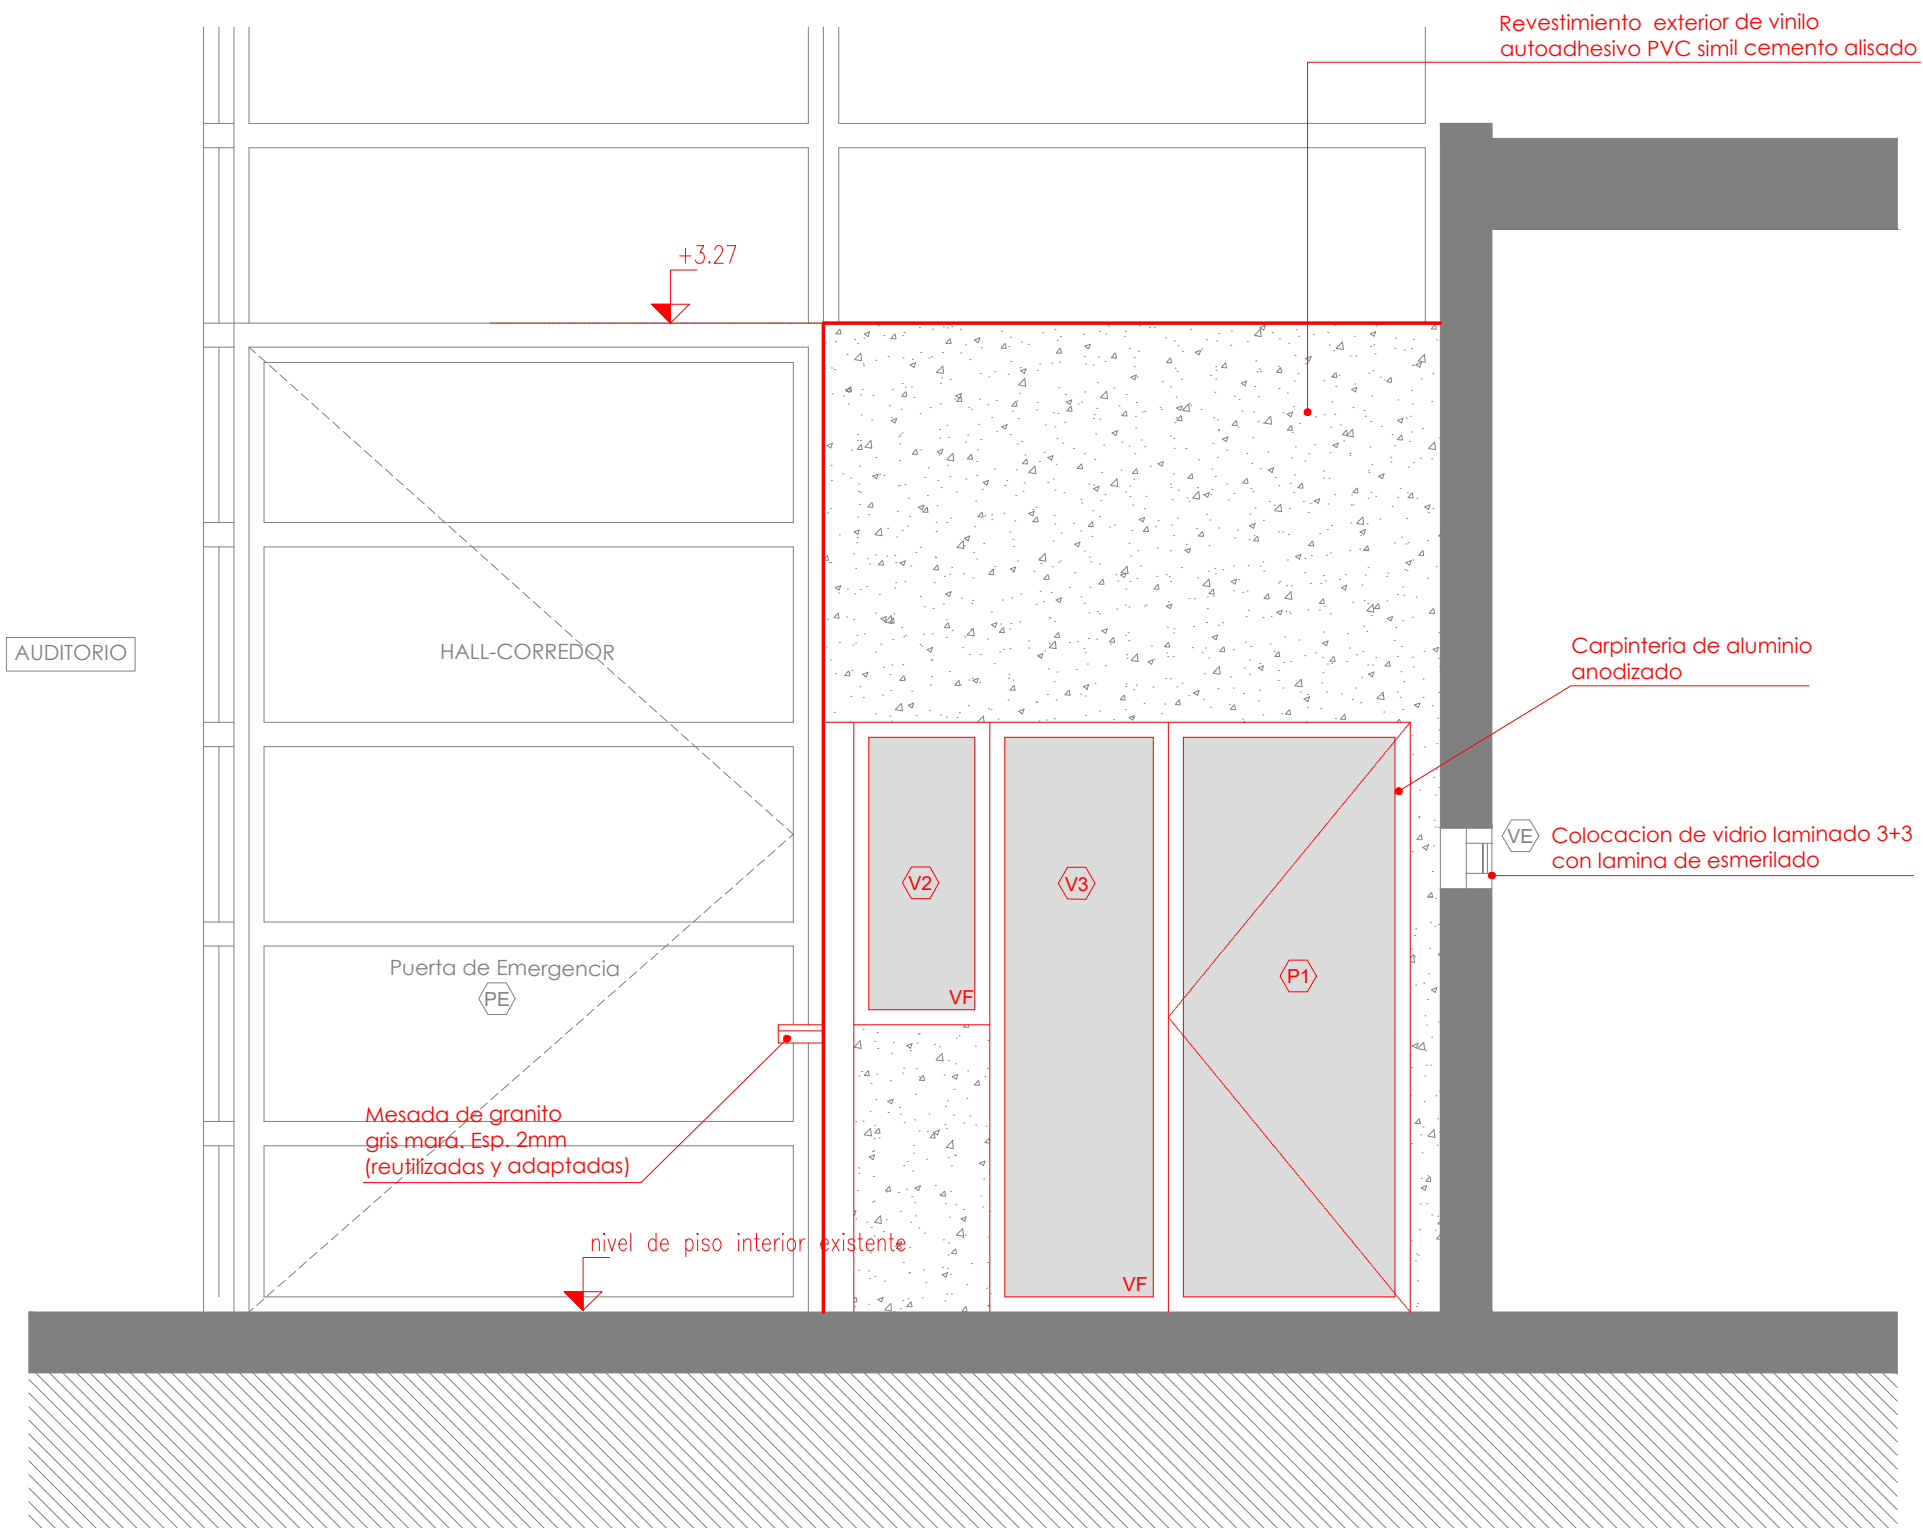 Revestimiento exterior de vinilo
autoadhesivo PVC simil cemento alisado
+3.27
AUDITORIO
HALL-CORREDOR
Carpinteria de aluminio
anodizado
VE
Colocacion de vidrio laminado 3+3
con lamina de esmerilado
V2
V3
P1
VF
Puerta de Emergencia
PE
Mesada de granito
gris mara. Esp. 2mm
(reutilizadas y adaptadas)
nivel de piso interior existente
VF